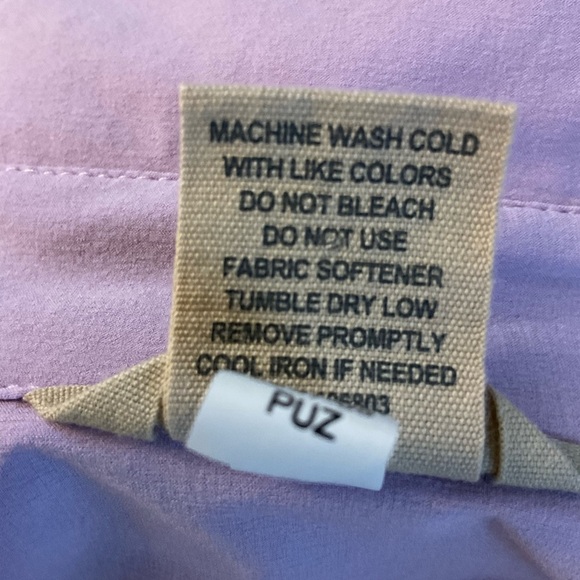 MACHINE WASH COLD
WITH LIKE COLORS
DO NOT BLEACH
DO NOT USE
FABRIC SOFTENER
TUMBLE DRY LOW
REMOVE PROMPTLY
COOL IRON IF NEEDED
PUZ